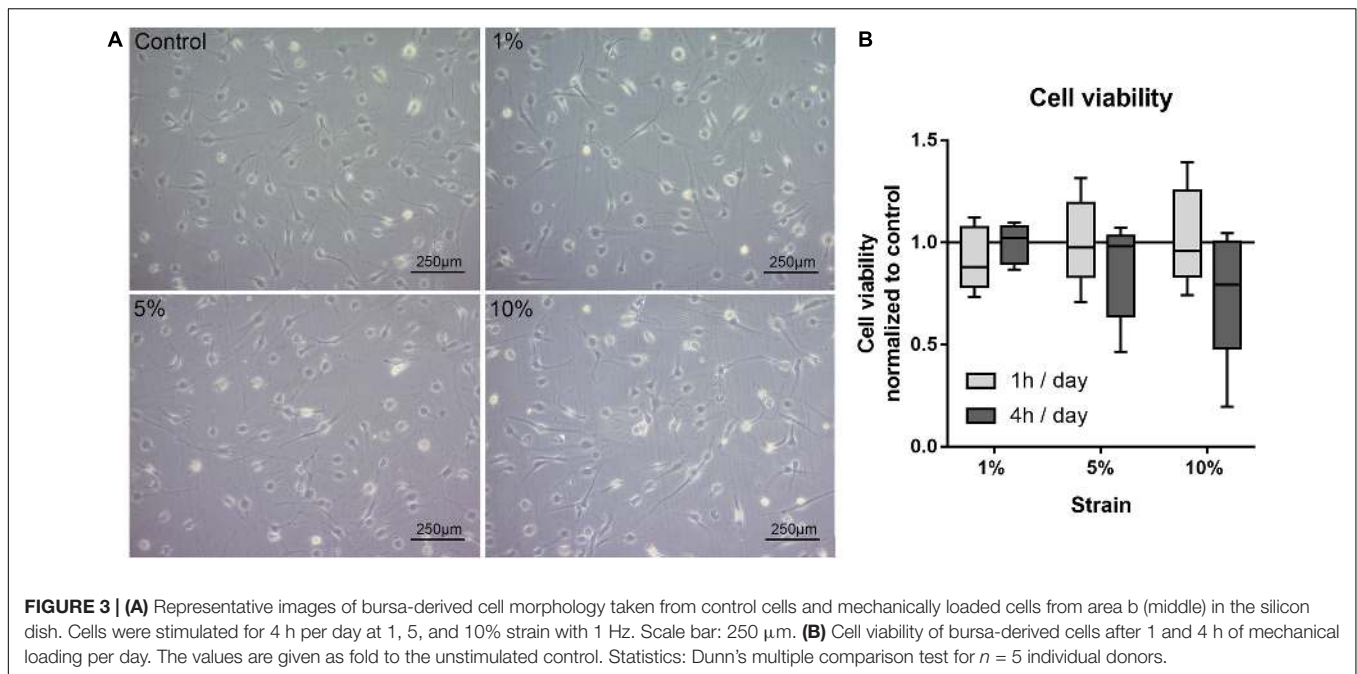 A
Control
1%
250µm
250µm
5%
10%
250µm
250µm
B
Cell viability
Cell viability
normalized to control
1.5
1.0
0.5
0.0
1h / day
4h / day
1%
5%
10%
Strain
FIGURE 3 | (A) Representative images of bursa-derived cell morphology taken from control cells and mechanically loaded cells from area b (middle) in the silicon
dish. Cells were stimulated for 4 h per day at 1, 5, and 10% strain with 1 Hz. Scale bar: 250 µm. (B) Cell viability of bursa-derived cells after 1 and 4 h of mechanical
loading per day. The values are given as fold to the unstimulated control. Statistics: Dunn's multiple comparison test for n = 5 individual donors.